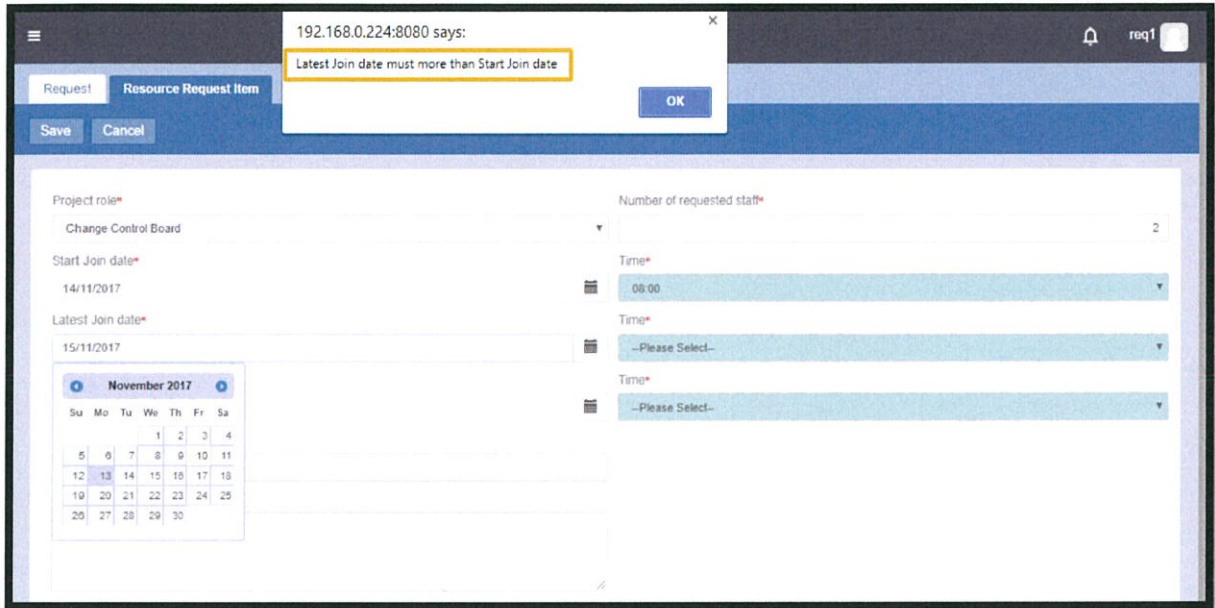 192.168.0.224:8080 says:
×
Latest Join date must more than Start Join date
OK
req1
Request
Resource Request Item
Save
Cancel
Project role*
Number of requested staff*
Change Control Board
2
Start Join date*
Time*
14/11/2017
08:00
Latest Join date*
Time*
15/11/2017
--Please Select--
November 2017
Time*
--Please Select--
Su Mo Tu We Th Fr Sa
1 2 3 4
5 6 7 8 9 10 11
12 13 14 15 16 17 18
19 20 21 22 23 24 25
26 27 28 29 30